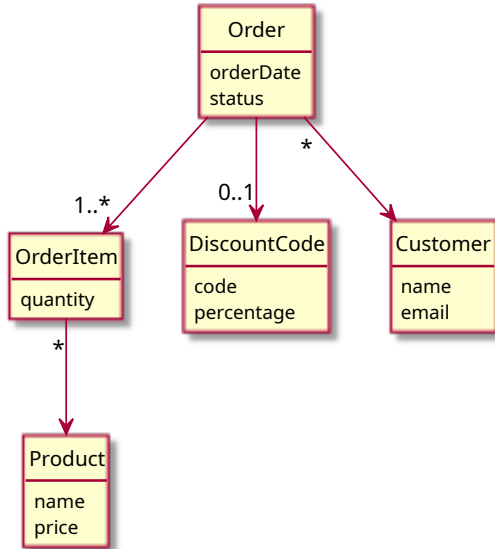 Order
orderDate
status
*
1..*
0..1
OrderItem
quantity
DiscountCode
code
percentage
Customer
name
email
*
Product
name
price